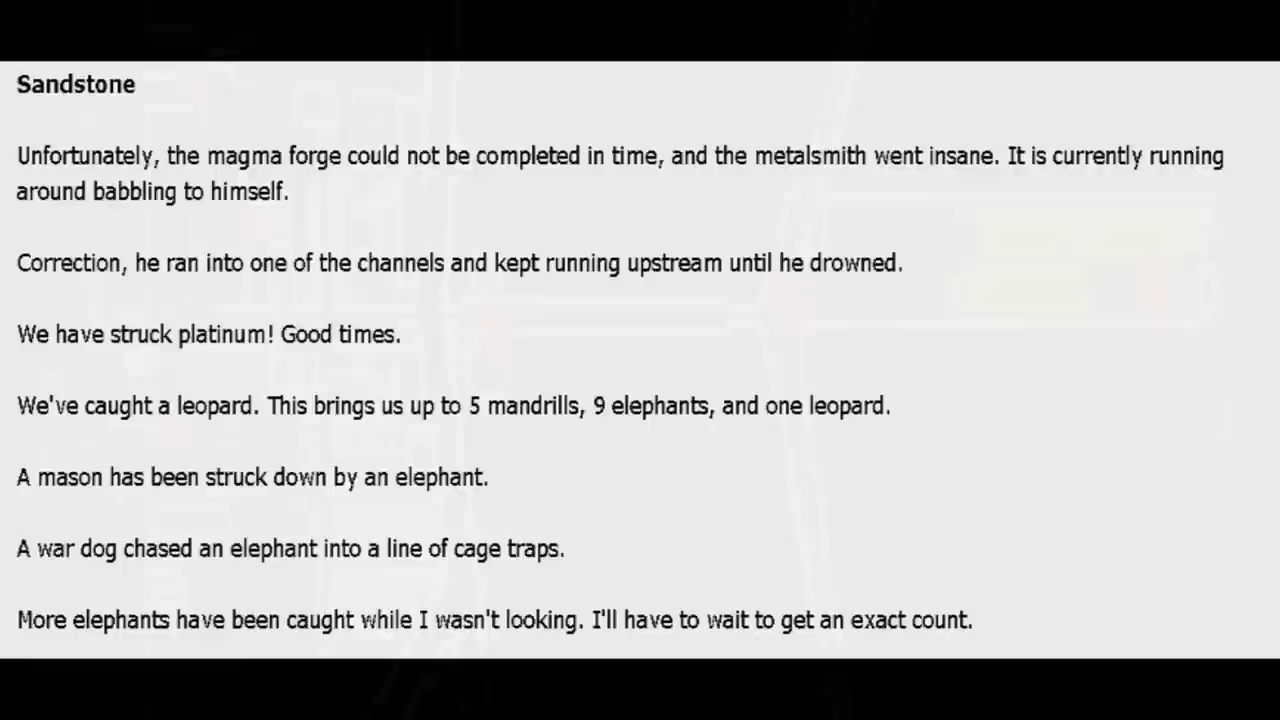 Sandstone
Unfortunately, the magma forge could not be completed in time, and the metalsmith went insane. It is currently running
around babbling to himself.
Correction, he ran into one of the channels and kept running upstream until he drowned.
We have struck platinum! Good times.
We've caught a leopard. This brings us up to 5 mandrills, 9 elephants, and one leopard.
A mason has been struck down by an elephant.
A war dog chased an elephant into a line of cage traps.
More elephants have been caught while I wasn't looking. I'll have to wait to get an exact count.